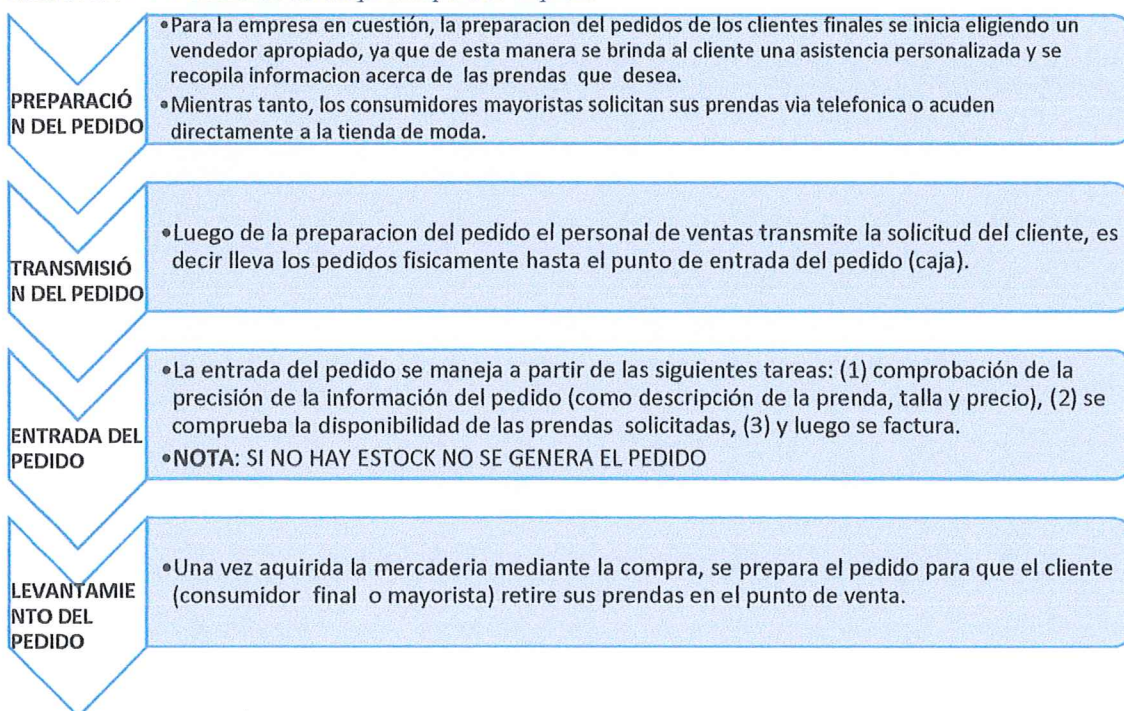 PREPARACIÓ
N DEL PEDIDO
•Para la empresa en cuestión, la preparacion del pedidos de los clientes finales se inicia eligiendo un
vendedor apropiado, ya que de esta manera se brinda al cliente una asistencia personalizada y se
recopila informacion acerca de las prendas que desea.
•Mientras tanto, los consumidores mayoristas solicitan sus prendas via telefonica o acuden
directamente a la tienda de moda.
TRANSMISIÓ
N DEL PEDIDO
•Luego de la preparacion del pedido el personal de ventas transmite la solicitud del cliente, es
decir lleva los pedidos fisicamente hasta el punto de entrada del pedido (caja).
ENTRADA DEL
PEDIDO
•La entrada del pedido se maneja a partir de las siguientes tareas: (1) comprobación de la
precisión de la información del pedido (como descripción de la prenda, talla y precio), (2) se
comprueba la disponibilidad de las prendas solicitadas, (3) y luego se factura.
•NOTA: SI NO HAY ESTOCK NO SE GENERA EL PEDIDO
LEVANTAMIE
NTO DEL
PEDIDO
•Una vez aquirida la mercaderia mediante la compra, se prepara el pedido para que el cliente
(consumidor final o mayorista) retire sus prendas en el punto de venta.